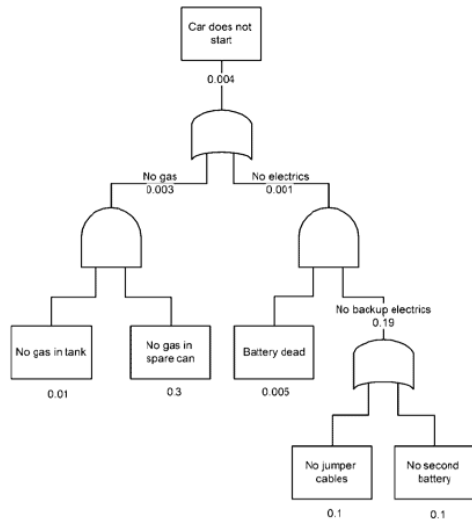 Car does not
start
0.004
No gas
0.003
No electrics
0.001
No gas in tank
0.01
No gas in
spare can
0.3
Battery dead
0.005
No backup electrics
0.19
No jumper
cables
0.1
No second
battery
0.1